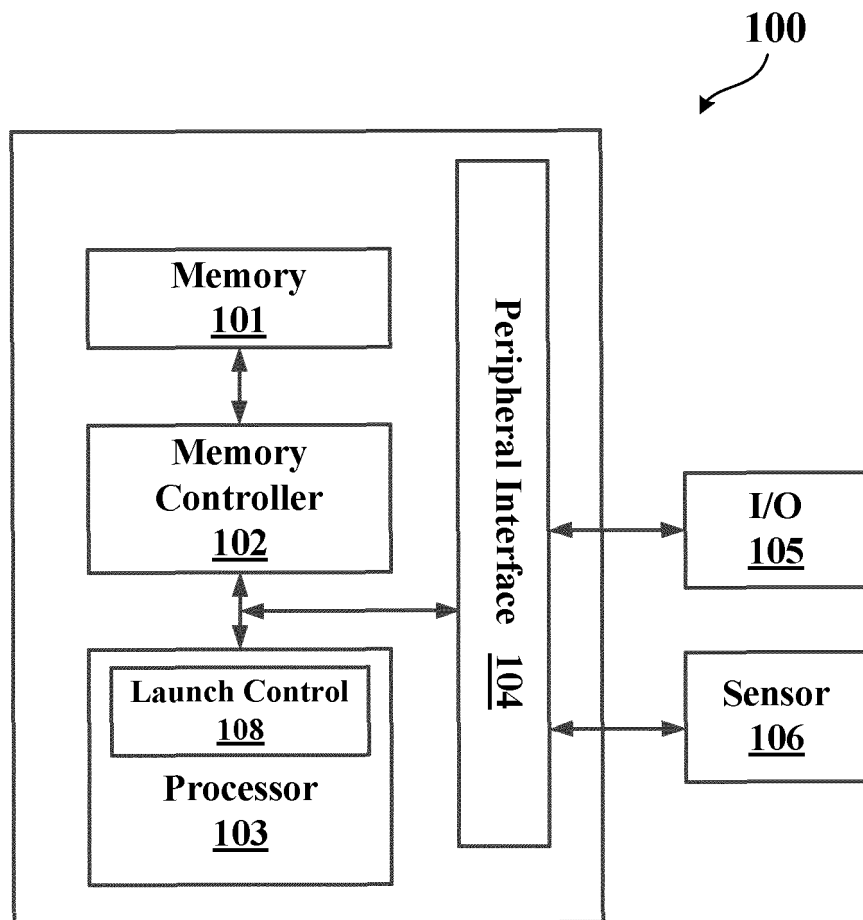 100
Memory
101
Memory
Controller
102
Launch Control
108
Processor
103
Peripheral Interface 104
I/O
105
Sensor
106